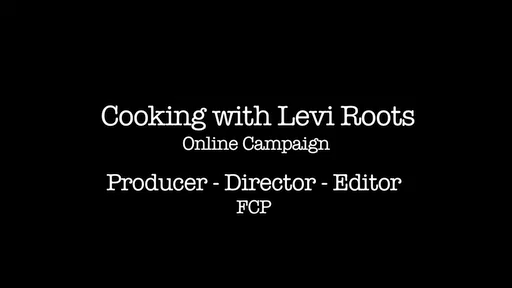 Cooking with Levi Roots
Online Campaign
Producer - Director - Editor
FCP